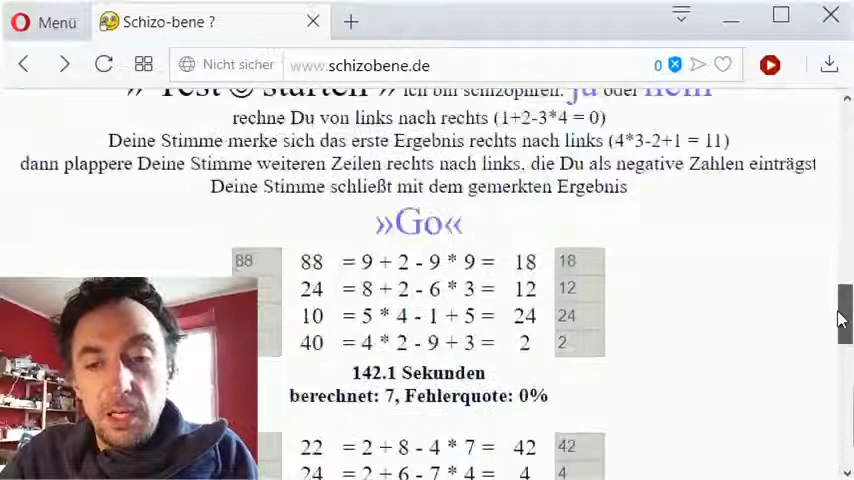 Menü
Schizo-bene ?
Nicht sicher www.schizobene.de 0
» Test ☺ starten » Ich bin schizophren: ja oder nein
rechne Du von links nach rechts (1+2-3*4 = 0)
Deine Stimme merke sich das erste Ergebnis rechts nach links (4*3-2+1 = 11)
dann plappere Deine Stimme weiteren Zeilen rechts nach links, die Du als negative Zahlen einträgst
Deine Stimme schließt mit dem gemerkten Ergebnis
»Go«
88 88 = 9 + 2 - 9 * 9 = 18 18
24 = 8 + 2 - 6 * 3 = 12 12
10 = 5 * 4 - 1 + 5 = 24 24
40 = 4 * 2 - 9 + 3 = 2 2
142.1 Sekunden
berechnet: 7, Fehlerquote: 0%
22 = 2 + 8 - 4 * 7 = 42 42
24 = 2 + 6 - 7 * 4 = 4 4